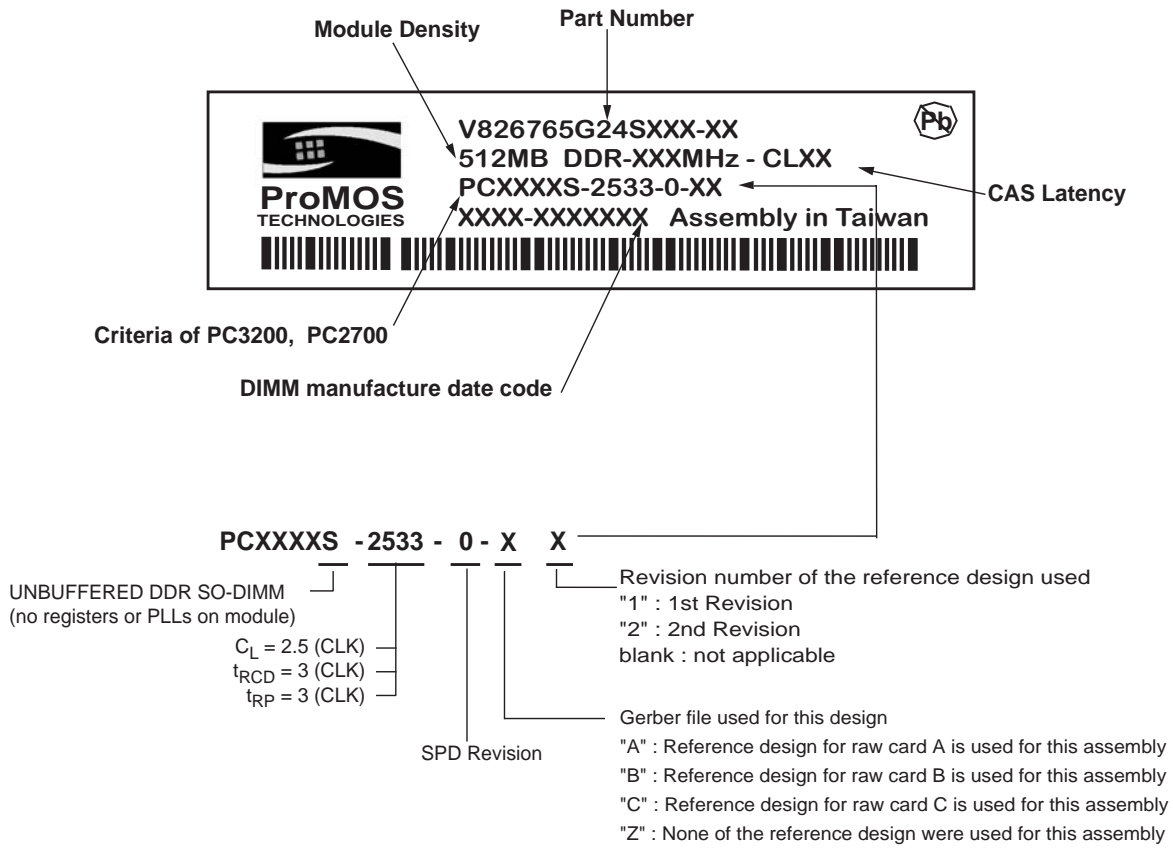 Module Density
Part Number
Pb
V826765G24SXXX-XX
512MB DDR-XXXMHz - CLXX
PCXXXXS-2533-0-XX
XXXX-XXXXXXX Assembly in Taiwan
ProMOS
TECHNOLOGIES
CAS Latency
Criteria of PC3200, PC2700
DIMM manufacture date code
PCXXXXS - 2533 - 0 - X X
UNBUFFERED DDR SO-DIMM
(no registers or PLLs on module)
CL = 2.5 (CLK)
tRCD = 3 (CLK)
tRP = 3 (CLK)
SPD Revision
Revision number of the reference design used
"1" : 1st Revision
"2" : 2nd Revision
blank : not applicable
Gerber file used for this design
"A" : Reference design for raw card A is used for this assembly
"B" : Reference design for raw card B is used for this assembly
"C" : Reference design for raw card C is used for this assembly
"Z" : None of the reference design were used for this assembly